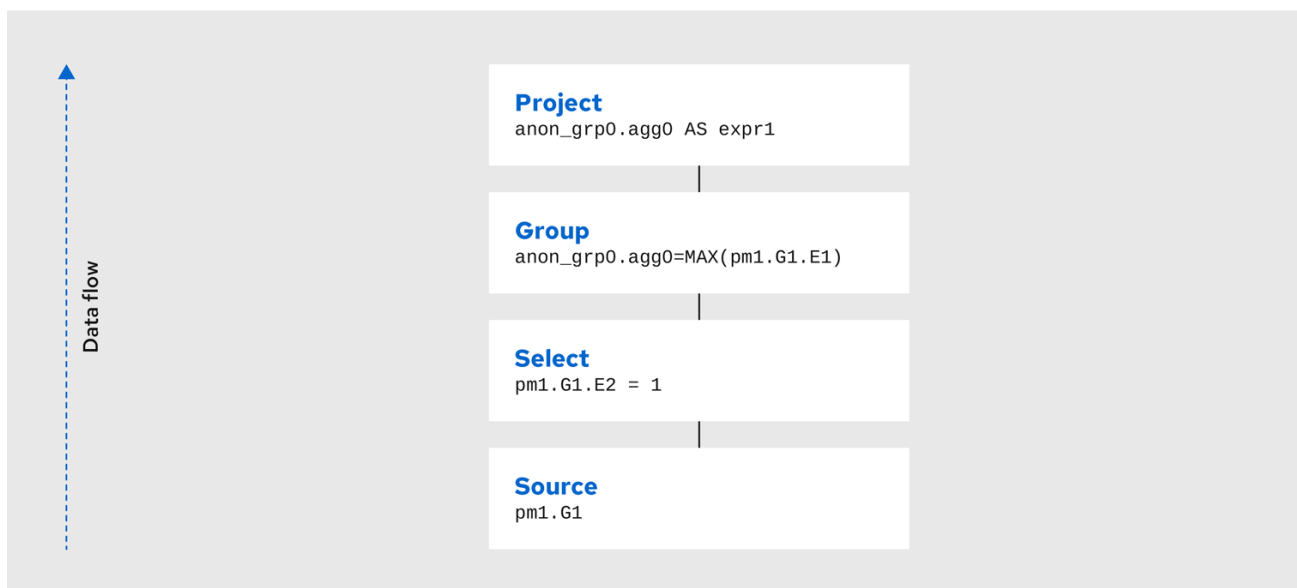 Project
anon_grp0.agg0 AS expr1
Group
anon_grp0.agg0=MAX(pm1.G1.E1)
Select
pm1.G1.E2 = 1
Source
pm1.G1
Data flow